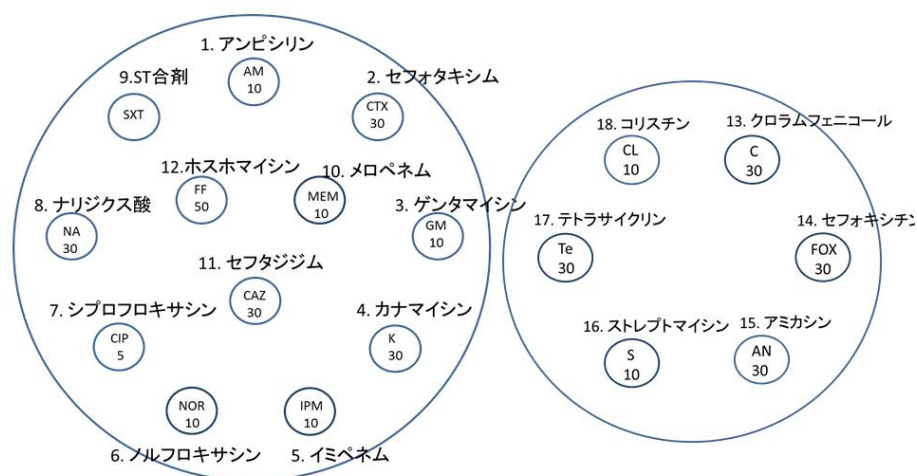 1. アンピシリン
AM
10
2. セフォタキシム
CTX
30
3. ゲンタマイシン
GM
10
4. カナマイシン
K
30
5. イミペネム
IPM
10
6. ノルフロキサシン
NOR
10
7. シプロフロキサシン
CIP
5
8. ナリジクス酸
NA
30
9.ST合剤
SXT
10. メロペネム
MEM
10
11. セフタジジム
CAZ
30
12.ホスホマイシン
FF
50
13. クロラムフェニコール
C
30
14. セフォキシチン
FOX
30
15. アミカシン
AN
30
16. ストレプトマイシン
S
10
17. テトラサイクリン
Te
30
18. コリスチン
CL
10